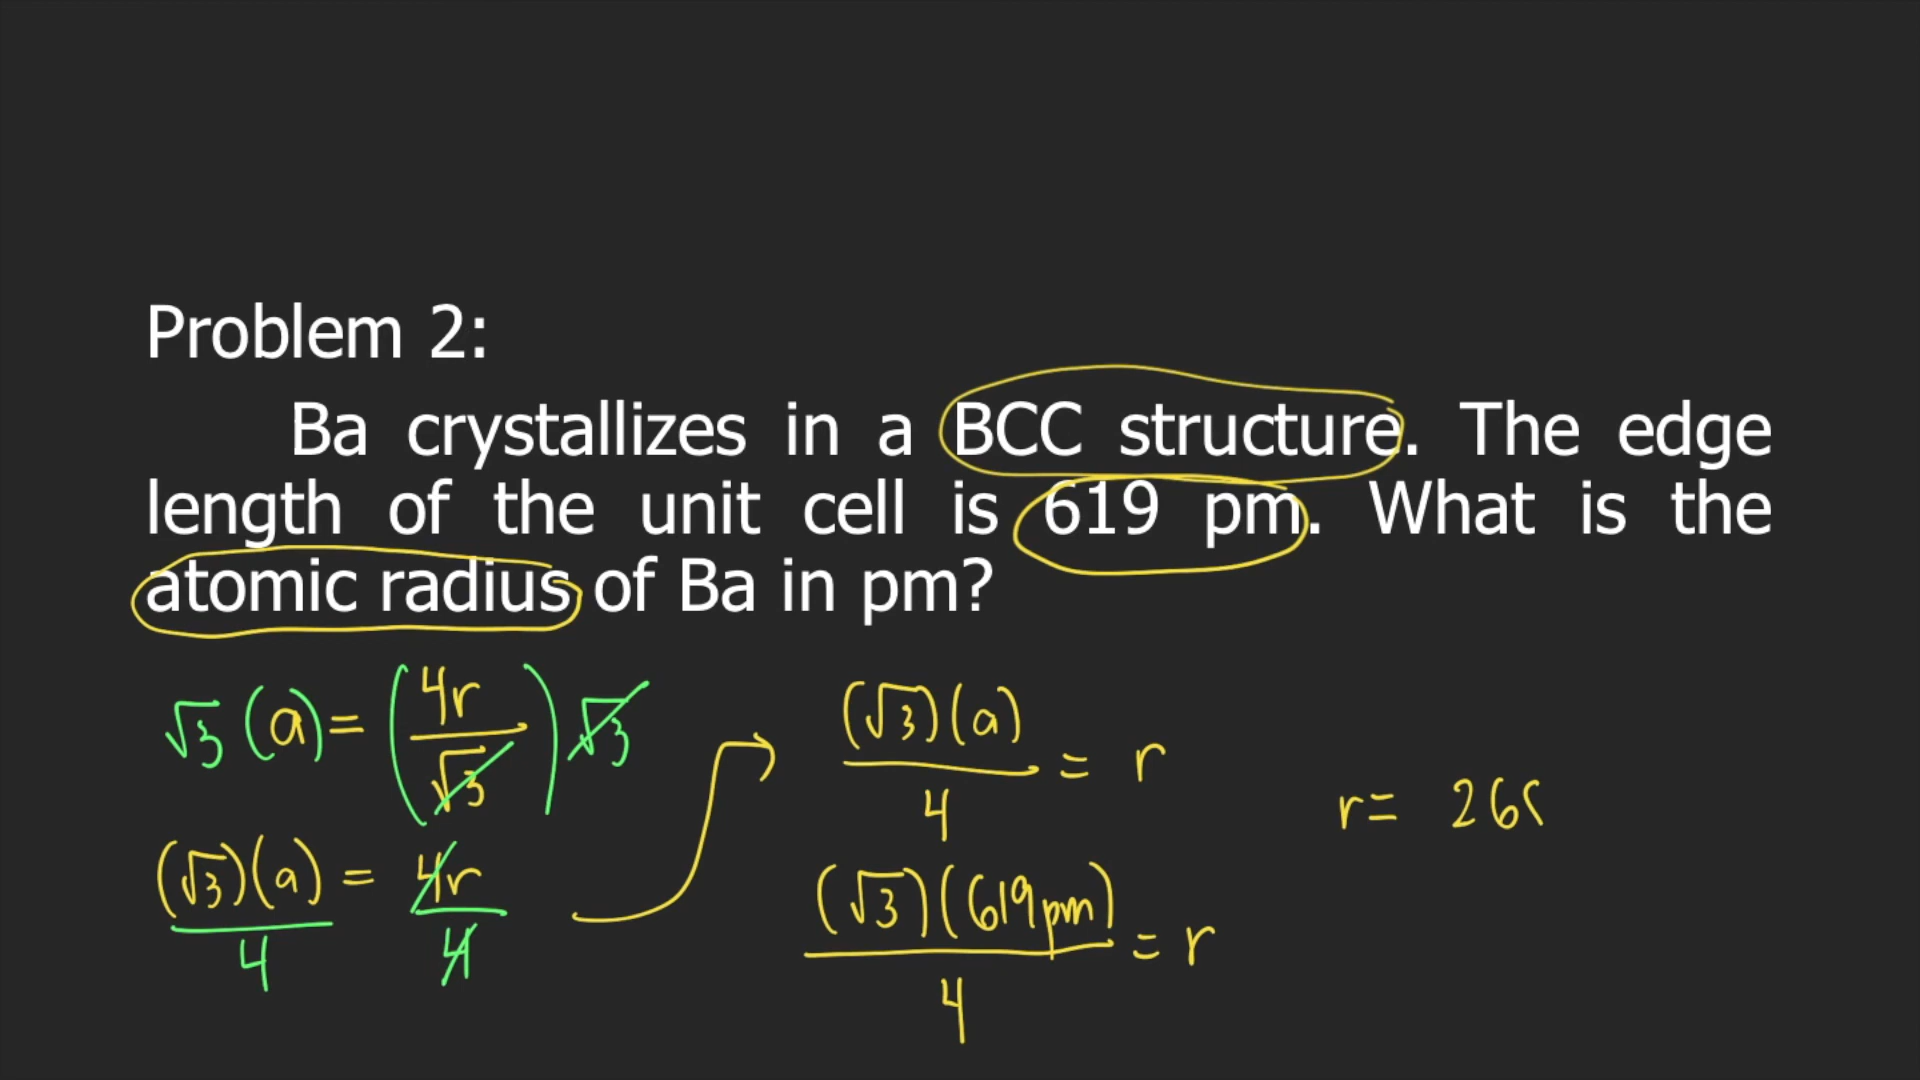 Problem 2:
Ba crystallizes in a BCC structure. The edge
length of the unit cell is 619 pm. What is the
atomic radius of Ba in pm?
√3 (a) = (4r/√3) √3
(√3)(a)/4 = 4r/4
(√3)(a)/4 = r
(√3)(619pm)/4 = r
r = 26